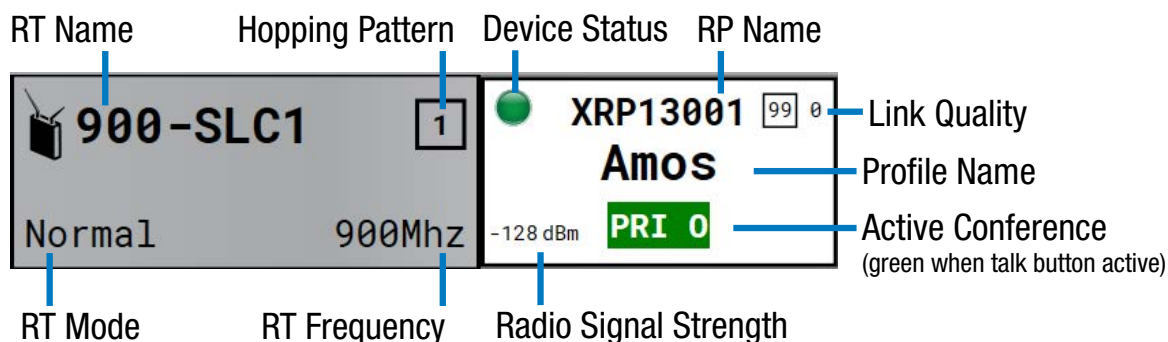 RT Name
Hopping Pattern
Device Status
RP Name
900-SLC1
1
XRP13001
99
0
Link Quality
Amos
Profile Name
Normal
900Mhz
-128 dBm
PRI O
Active Conference
(green when talk button active)
RT Mode
RT Frequency
Radio Signal Strength